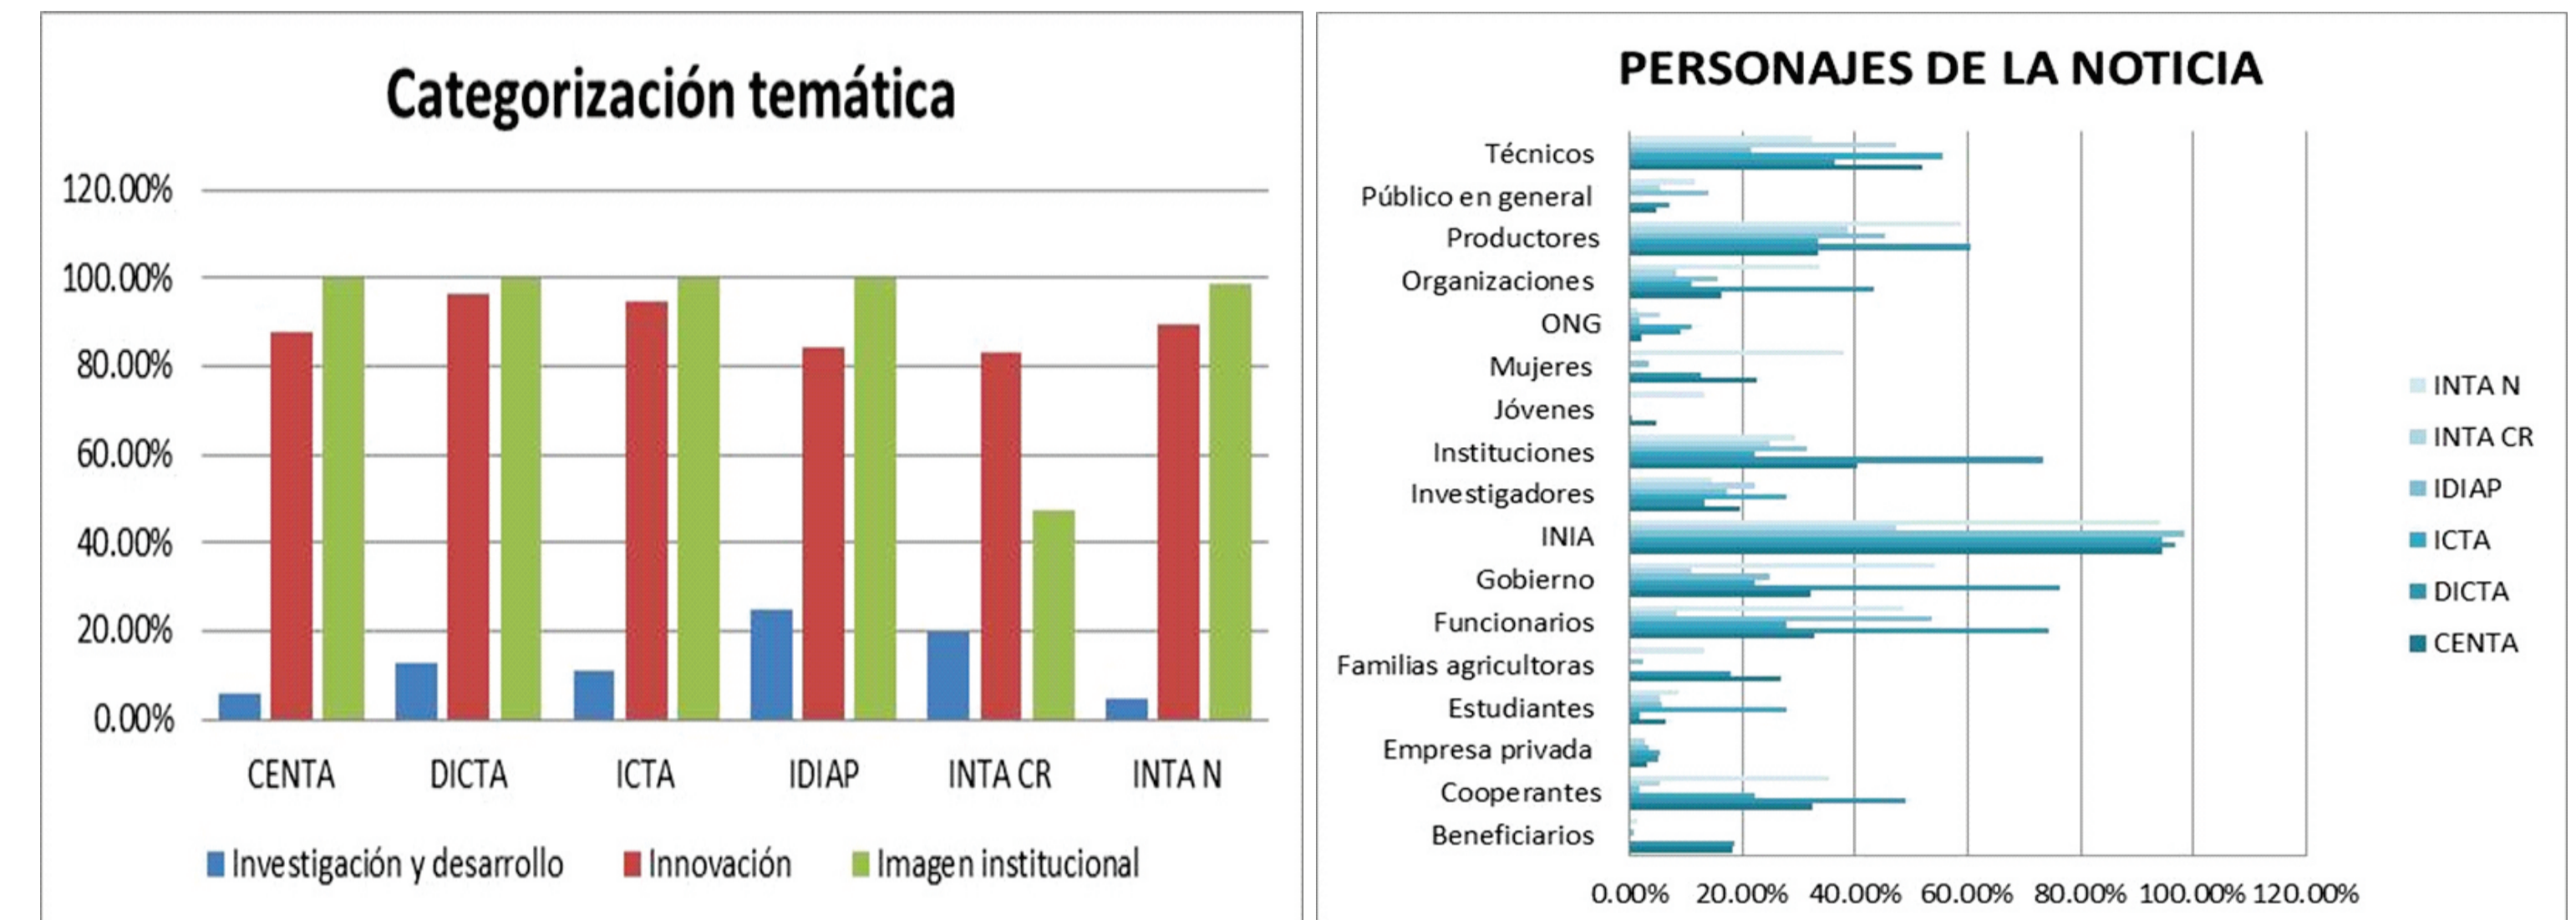 Categorización temática
120.00%
100.00%
80.00%
60.00%
40.00%
20.00%
0.00%
CENTA DICTA ICTA IDIAP INTA CR INTA N
Investigación y desarrollo Innovación Imagen institucional
PERSONAJES DE LA NOTICIA
Técnicos
Público en general
Productores
Organizaciones
ONG
Mujeres
Jóvenes
Instituciones
Investigadores
INIA
Gobierno
Funcionarios
Familias agricultoras
Estudiantes
Empresa privada
Cooperantes
Beneficiarios
0.00% 20.00% 40.00% 60.00% 80.00% 100.00% 120.00%
INTA N
INTA CR
IDIAP
ICTA
DICTA
CENTA